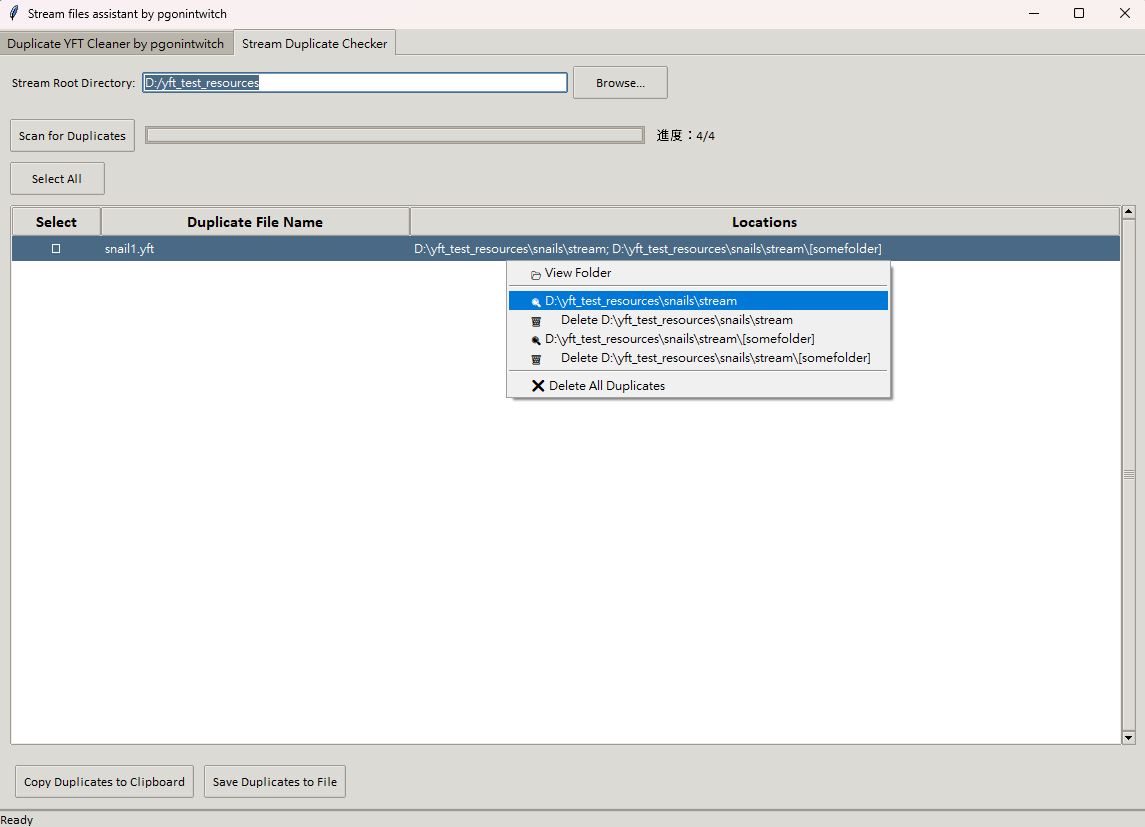 Stream files assistant by pgonintwitch
Duplicate YFT Cleaner by pgonintwitch Stream Duplicate Checker
Stream Root Directory: D:/yft_test_resources Browse...
Scan for Duplicates 進度：4/4
Select All
Select Duplicate File Name Locations
snail1.yft D:\yft_test_resources\snails\stream; D:\yft_test_resources\snails\stream\[somefolder]
View Folder
D:\yft_test_resources\snails\stream
Delete D:\yft_test_resources\snails\stream
D:\yft_test_resources\snails\stream\[somefolder]
Delete D:\yft_test_resources\snails\stream\[somefolder]
Delete All Duplicates
Copy Duplicates to Clipboard Save Duplicates to File
Ready